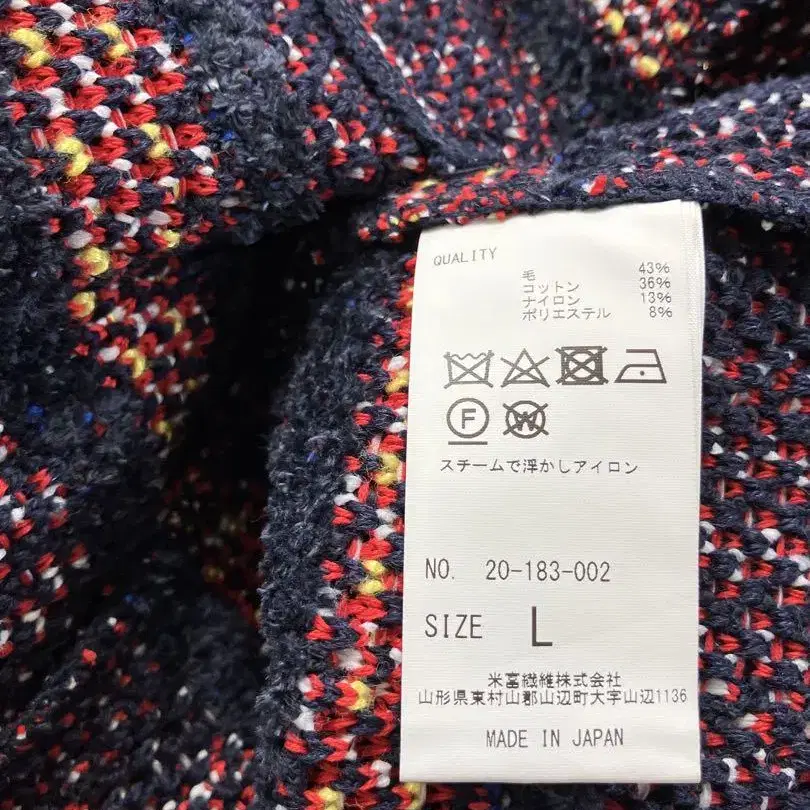 QUALITY
毛 43%
コットン 36%
ナイロン 13%
ポリエステル 8%
F W
スチームで浮かしアイロン
NO. 20-183-002
SIZE L
米富繊維株式会社
山形県東村山郡山辺町大字山辺1136
MADE IN JAPAN